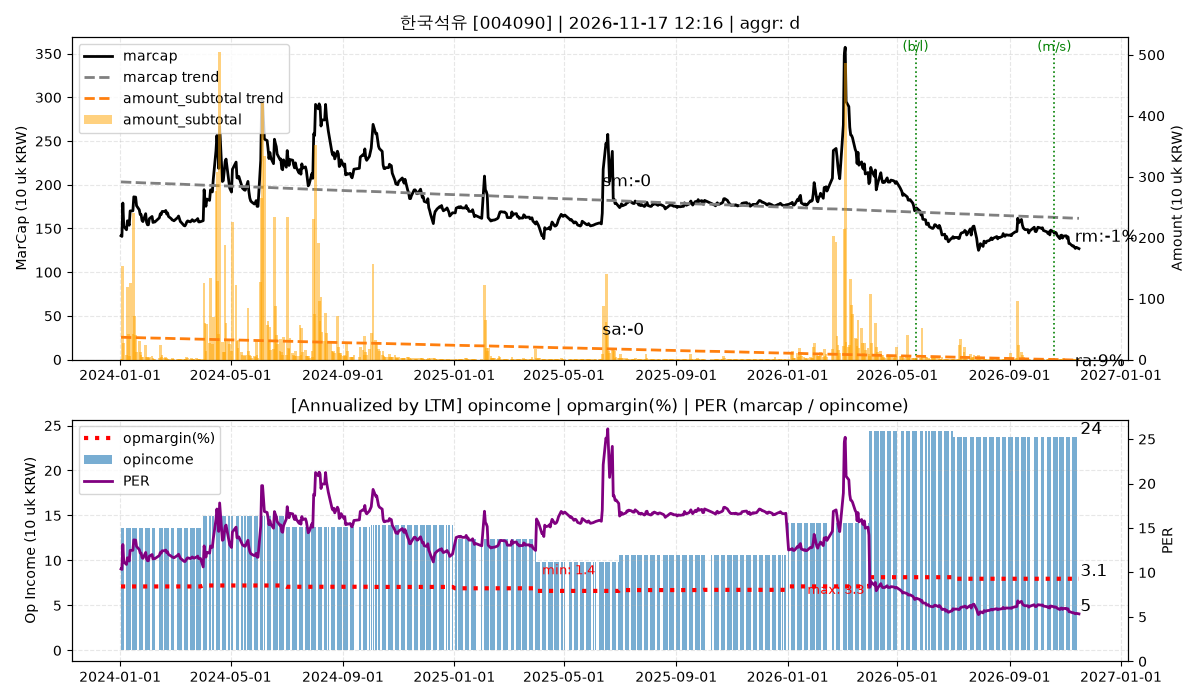 한국석유 [004090] | 2026-11-17 12:16 | aggr: d
marcap
marcap trend
amount_subtotal trend
amount_subtotal
(b/l)
(m/s)
MarCap (10 uk KRW)
Amount (10 uk KRW)
350
300
250
200
150
100
50
0
500
400
300
200
100
0
sm:-0
rm:-1%
sa:-0
ra:9%
2024-01-01
2024-05-01
2024-09-01
2025-01-01
2025-05-01
2025-09-01
2026-01-01
2026-05-01
2026-09-01
2027-01-01
[Annualized by LTM] opincome | opmargin(%) | PER (marcap / opincome)
opmargin(%)
opincome
PER
Op Income (10 uk KRW)
PER
25
20
15
10
5
0
25
20
15
10
5
0
24
3.1
5
min: 1.4
2024-01-01
2024-05-01
2024-09-01
2025-01-01
2025-05-01
2025-09-01
2026-01-01
2026-05-01
2026-09-01
2027-01-01